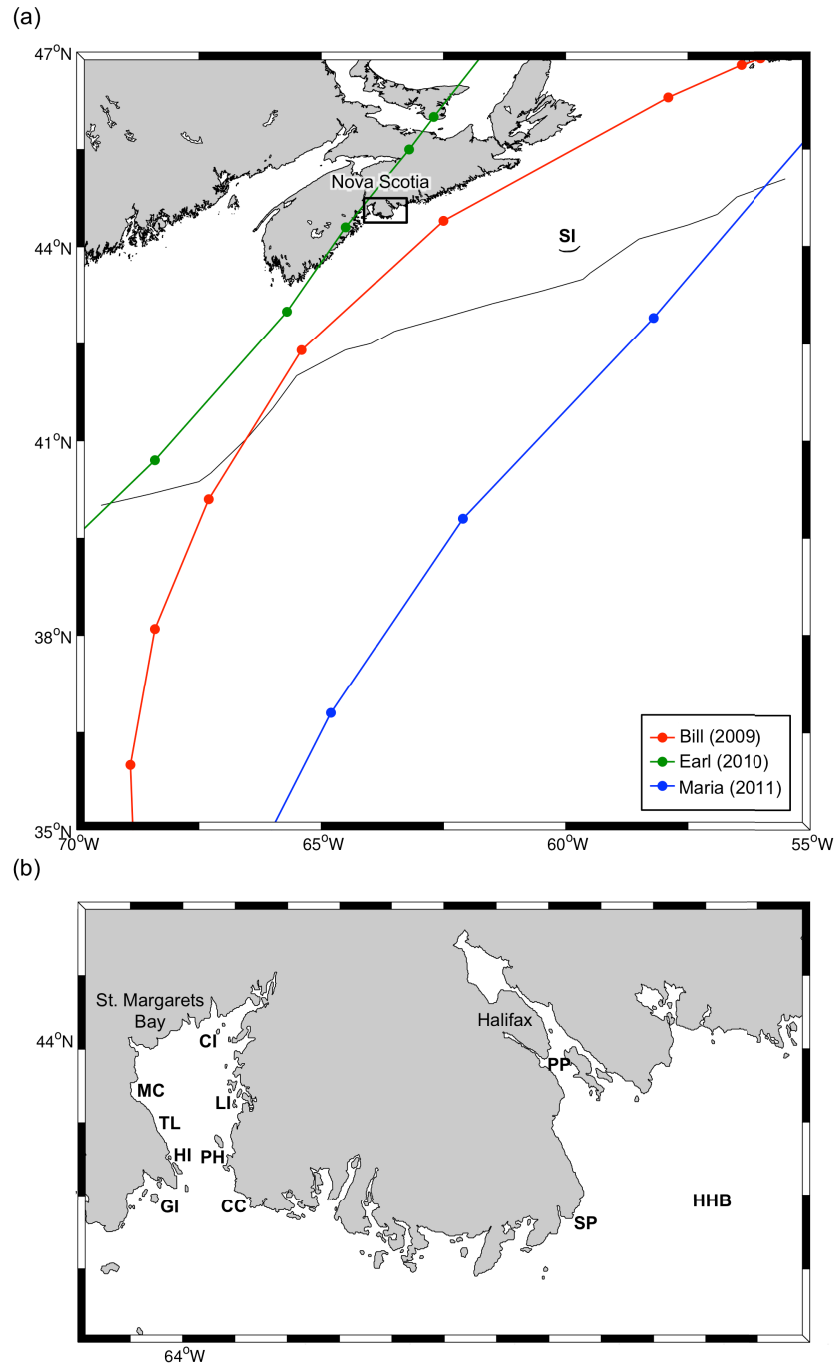 (a)
47°N
Nova Scotia
44°N
SI
41°N
38°N
Bill (2009)
Earl (2010)
Maria (2011)
35°N
70°W
65°W
60°W
55°W
(b)
St. Margarets
Bay
Halifax
44°N
CI
PP
MC
LI
TL
HI
PH
GI
CC
HHB
SP
64°W